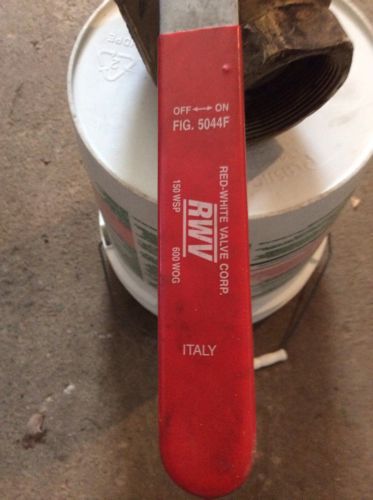 OFF ↔ ON
FIG. 5044F
RED-WHITE VALVE CORP.
RWV
150 WSP 600 WOG
ITALY